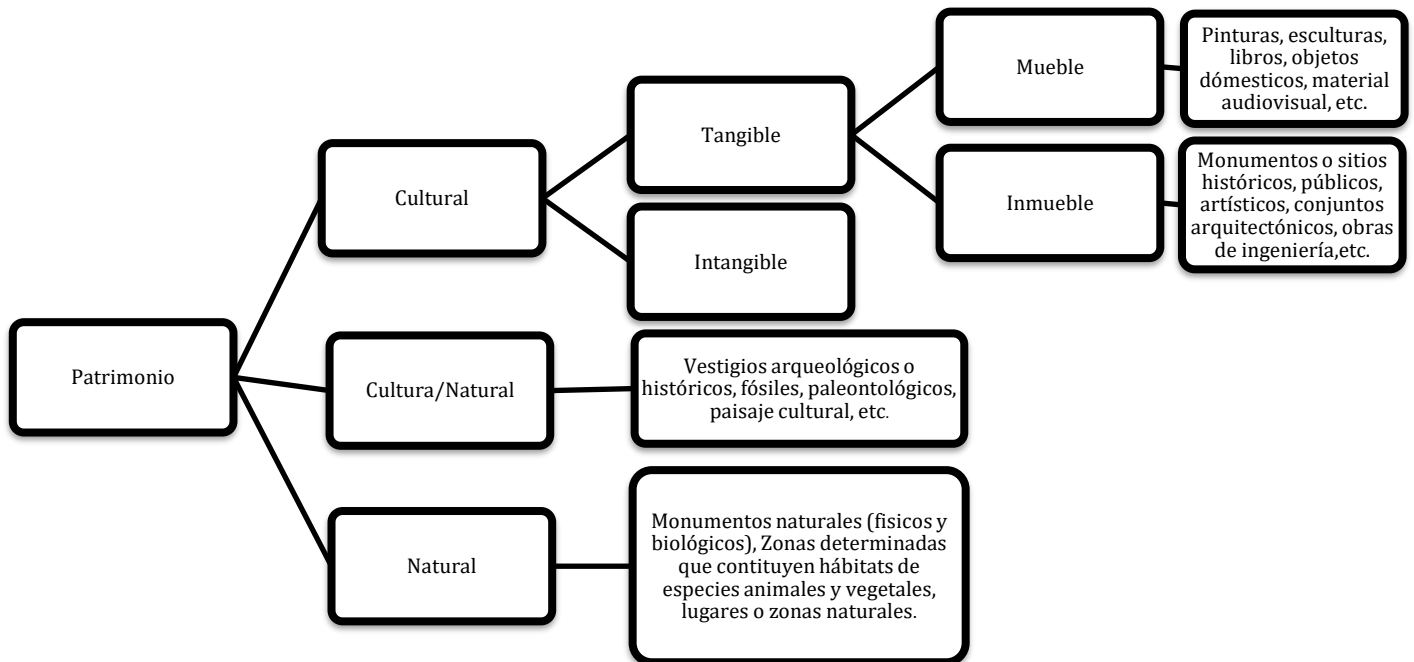 Patrimonio
Cultural
Tangible
Mueble
Pinturas, esculturas,
libros, objetos
dómesticos, material
audiovisual, etc.
Inmueble
Monumentos o sitios
históricos, públicos,
artísticos, conjuntos
arquitectónicos, obras
de ingeniería,etc.
Intangible
Cultura/Natural
Vestigios arqueológicos o
históricos, fósiles, paleontológicos,
paisaje cultural, etc.
Natural
Monumentos naturales (fisicos y
biológicos), Zonas determinadas
que contituyen hábitats de
especies animales y vegetales,
lugares o zonas naturales.